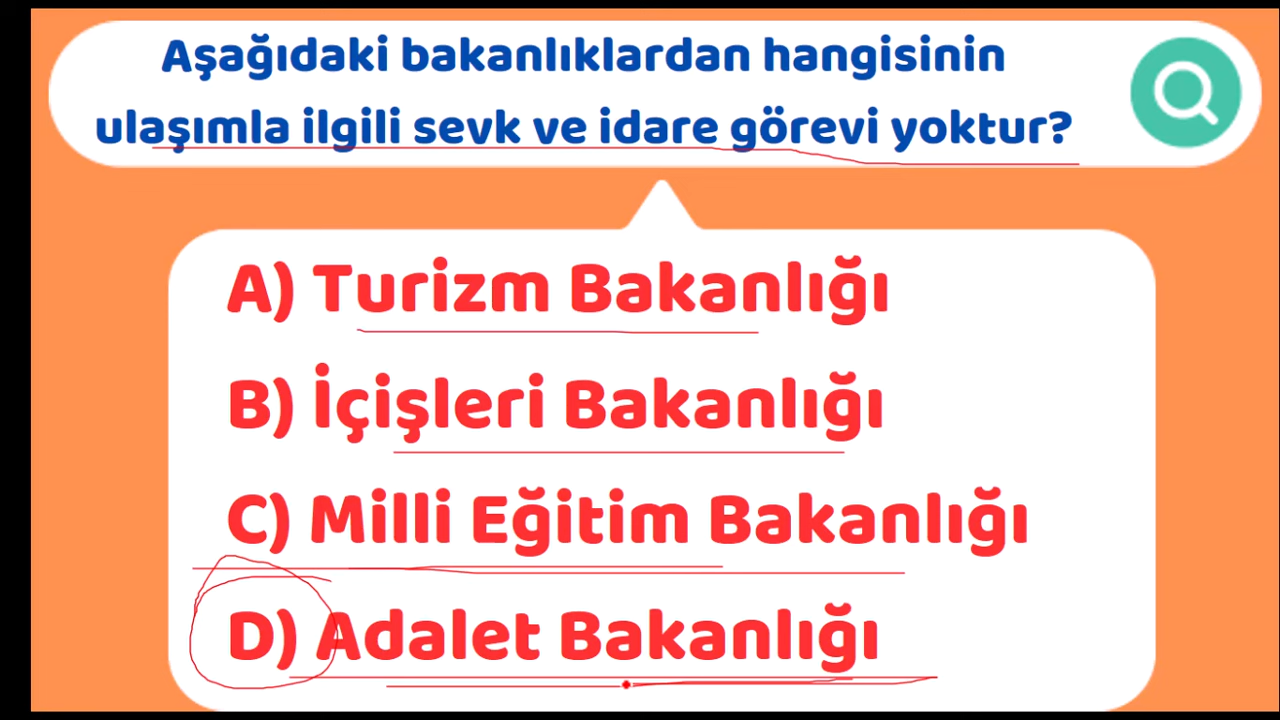 Aşağıdaki bakanlıklardan hangisinin
ulaşımla ilgili sevk ve idare görevi yoktur?
A) Turizm Bakanlığı
B) İçişleri Bakanlığı
C) Milli Eğitim Bakanlığı
D) Adalet Bakanlığı